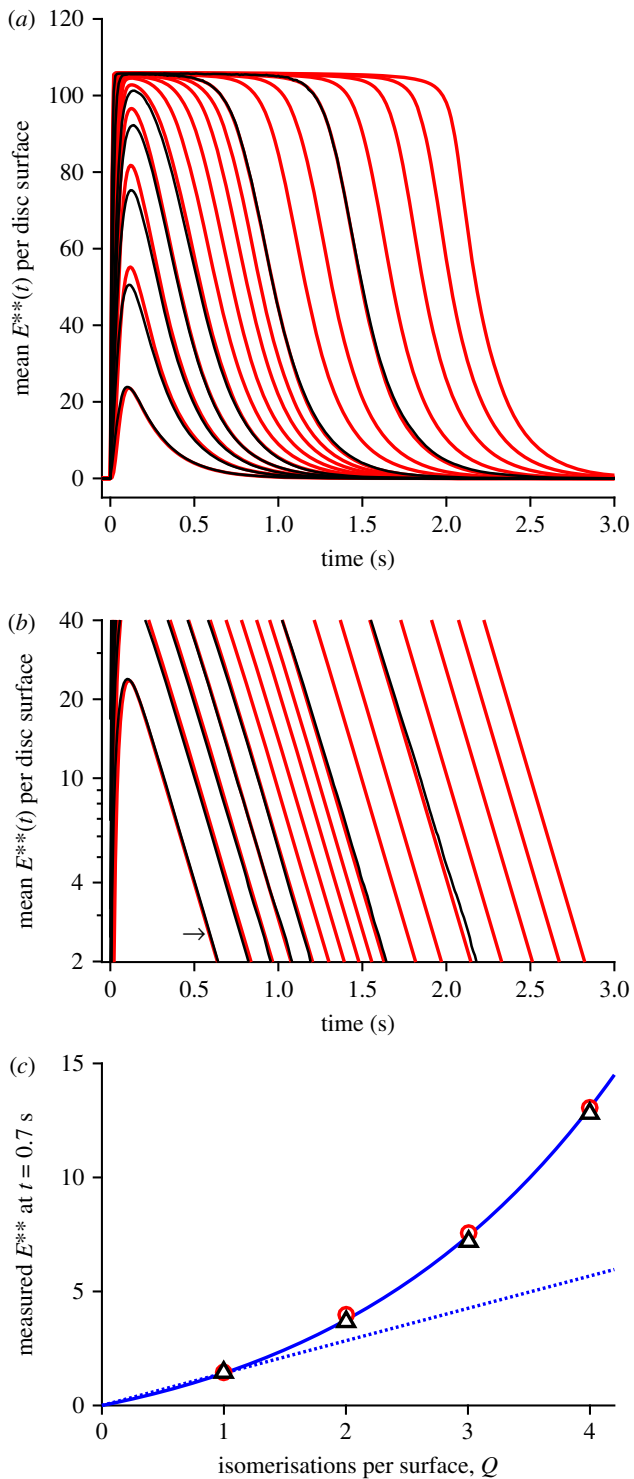 (a)
120
100
80
60
40
20
0
mean E**(t) per disc surface
0 0.5 1.0 1.5 2.0 2.5 3.0
time (s)
(b)
40
20
10
4
2
mean E**(t) per disc surface
→
0 0.5 1.0 1.5 2.0 2.5 3.0
time (s)
(c)
15
10
5
0
measured E** at t = 0.7 s
0 1 2 3 4
isomerisations per surface, Q